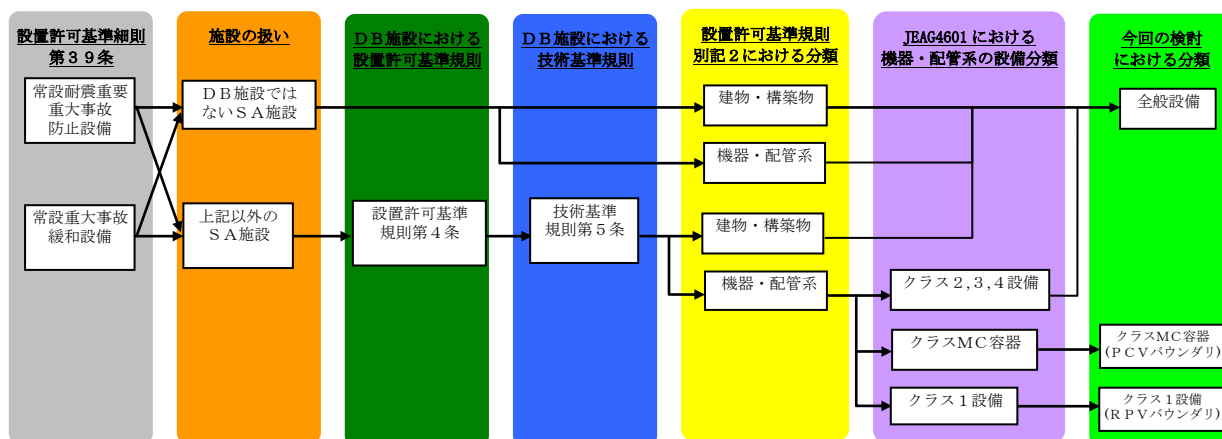 設置許可基準細則
第３９条
常設耐震重要
重大事故
防止設備
常設重大事故
緩和設備
施設の扱い
ＤＢ施設では
ないＳＡ施設
上記以外の
ＳＡ施設
ＤＢ施設における
設置許可基準規則
設置許可基準
規則第４条
ＤＢ施設における
技術基準規則
技術基準
規則第５条
設置許可基準規則
別記２における分類
建物・構築物
機器・配管系
建物・構築物
機器・配管系
JEAG4601における
機器・配管系の設備分類
クラス２,３,４設備
クラスＭＣ容器
クラス１設備
今回の検討
における分類
全般設備
クラスＭＣ容器
(ＰＣＶバウンダリ)
クラス１設備
(ＲＰＶバウンダリ)